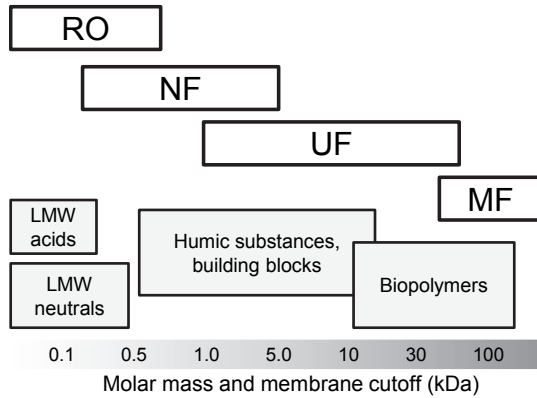 RO
NF
UF
MF
LMW
acids
Humic substances,
building blocks
LMW
neutrals
Biopolymers
0.1 0.5 1.0 5.0 10 30 100
Molar mass and membrane cutoff (kDa)